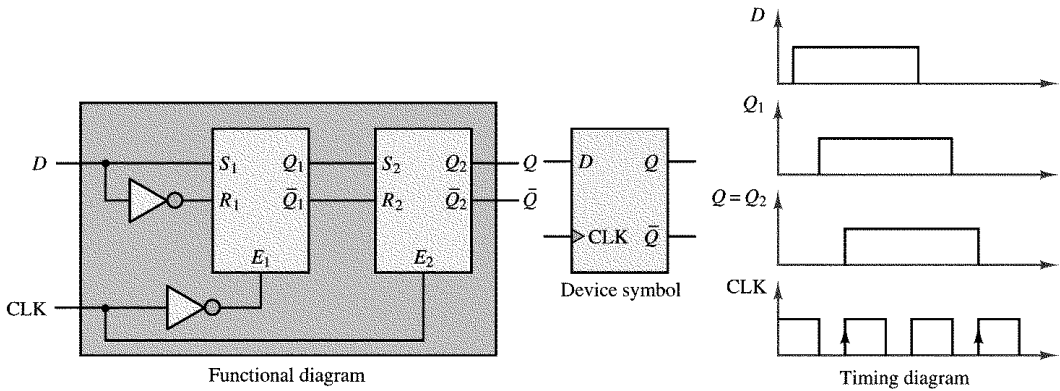 D
S₁ Q₁
R₁ Q̄₁
E₁
S₂ Q₂
R₂ Q̄₂
E₂
Q
Q̄
CLK
Functional diagram
D Q
CLK Q̄
Device symbol
D
Q₁
Q = Q₂
CLK
Timing diagram